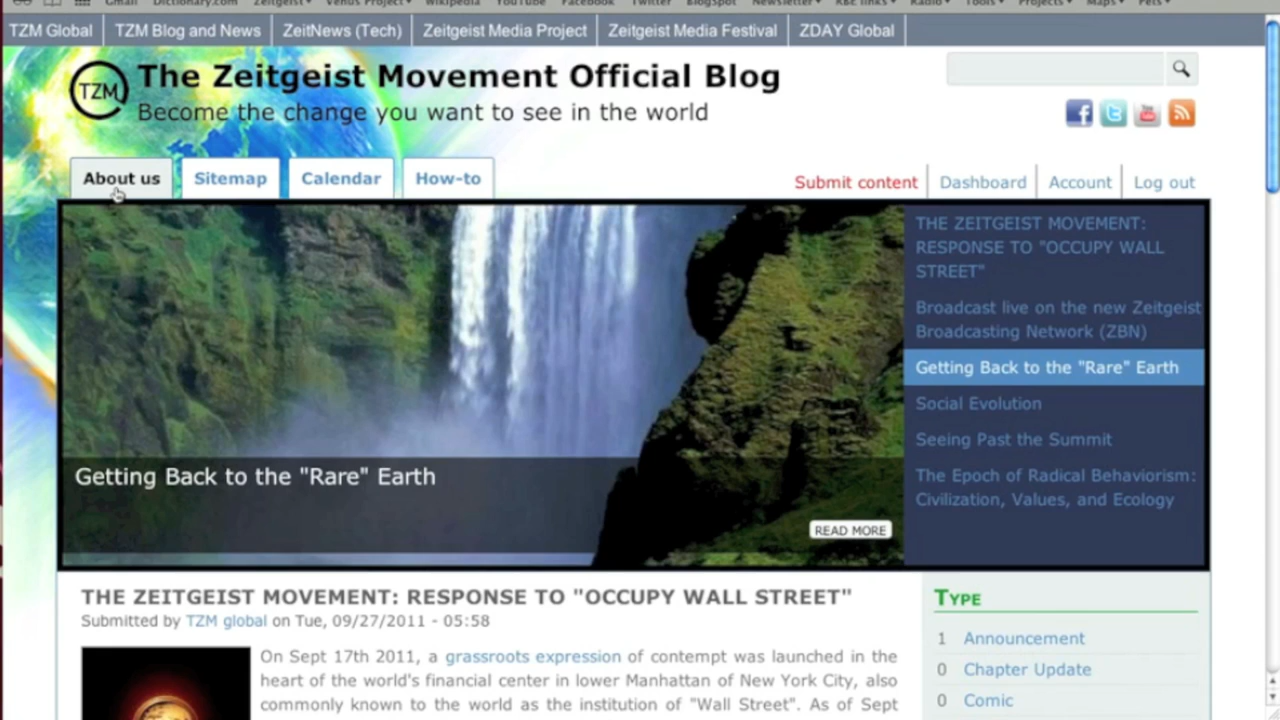 Gmail Dictionary.com Zeitgeist Venus Project Wikipedia YouTube Facebook Twitter BlogSpot Newsletter RBE links Radio Tools Projects Maps Pets
TZM Global TZM Blog and News ZeitNews (Tech) Zeitgeist Media Project Zeitgeist Media Festival ZDAY Global
TZM
The Zeitgeist Movement Official Blog
Become the change you want to see in the world
About us Sitemap Calendar How-to
Submit content Dashboard Account Log out
THE ZEITGEIST MOVEMENT:
RESPONSE TO "OCCUPY WALL
STREET"
Broadcast live on the new Zeitgeist
Broadcasting Network (ZBN)
Getting Back to the "Rare" Earth
Social Evolution
Seeing Past the Summit
The Epoch of Radical Behaviorism:
Civilization, Values, and Ecology
Getting Back to the "Rare" Earth
READ MORE
THE ZEITGEIST MOVEMENT: RESPONSE TO "OCCUPY WALL STREET"
Submitted by TZM global on Tue, 09/27/2011 - 05:58
On Sept 17th 2011, a grassroots expression of contempt was launched in the
heart of the world's financial center in lower Manhattan of New York City, also
commonly known to the world as the institution of "Wall Street". As of Sept
TYPE
1 Announcement
0 Chapter Update
0 Comic